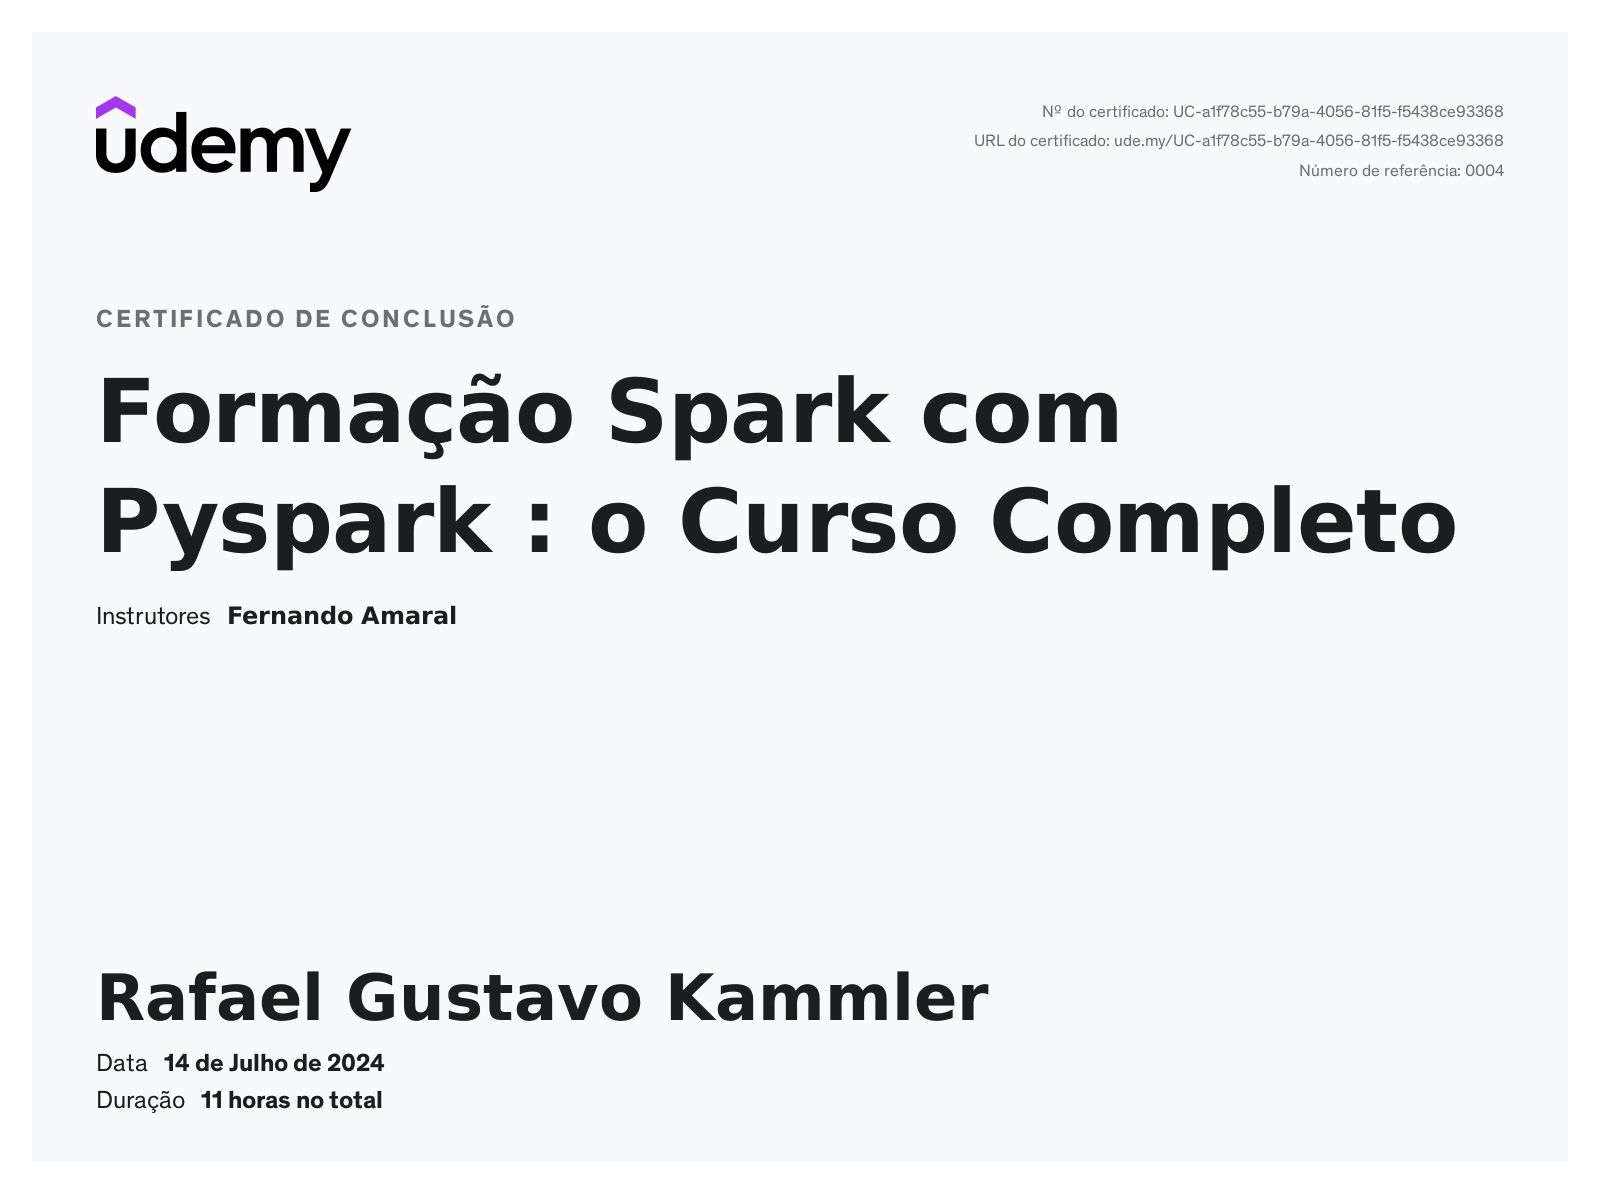 udemy
Nº do certificado: UC-a1f78c55-b79a-4056-81f5-f5438ce93368
URL do certificado: ude.my/UC-a1f78c55-b79a-4056-81f5-f5438ce93368
Número de referência: 0004
CERTIFICADO DE CONCLUSÃO
Formação Spark com
Pyspark : o Curso Completo
Instrutores Fernando Amaral
Rafael Gustavo Kammler
Data 14 de Julho de 2024
Duração 11 horas no total